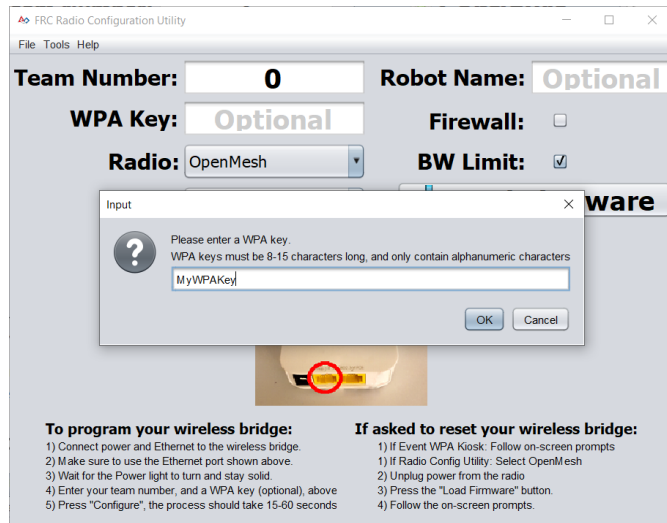 FRC Radio Configuration Utility
File Tools Help
Team Number: 0 Robot Name: Optional
WPA Key: Optional Firewall:
Radio: OpenMesh BW Limit:
ware
Input
Please enter a WPA key.
WPA keys must be 8-15 characters long, and only contain alphanumeric characters
MyWPAKey
OK Cancel
To program your wireless bridge:
1) Connect power and Ethernet to the wireless bridge.
2) Make sure to use the Ethernet port shown above.
3) Wait for the Power light to turn and stay solid.
4) Enter your team number, and a WPA key (optional), above
5) Press "Configure", the process should take 15-60 seconds
If asked to reset your wireless bridge:
1) If Event WPA Kiosk: Follow on-screen prompts
1) If Radio Config Utility: Select OpenMesh
2) Unplug power from the radio
3) Press the "Load Firmware" button.
4) Follow the on-screen prompts.